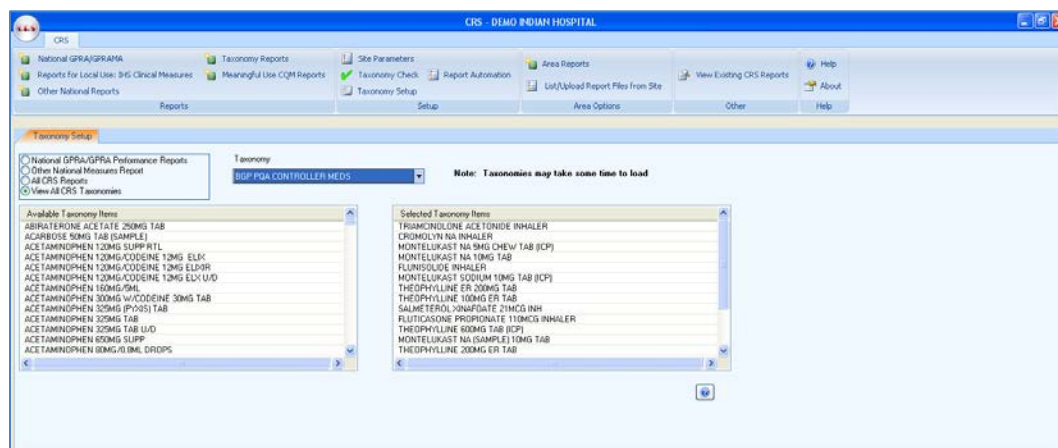 CRS - DEMO INDIAN HOSPITAL
CRS
National GPRA/GPRAMA
Reports for Local Use: IHS Clinical Measures
Other National Reports
Taxonomy Reports
Meaningful Use CQM Reports
Reports
Site Parameters
Taxonomy Check
Report Automation
Taxonomy Setup
Setup
Area Reports
List/Upload Report Files from Site
Area Options
View Existing CRS Reports
Other
Help
About
Help
Taxonomy Setup
National GPRA/GPRA Performance Reports
Other National Measures Report
All CRS Reports
View All CRS Taxonomies
Taxonomy
BGP PQA CONTROLLER MEDS
Note: Taxonomies may take some time to load
Available Taxonomy Items
ABIRATERONE ACETATE 250MG TAB
ACARBOSE 50MG TAB (SAMPLE)
ACETAMINOPHEN 120MG SUPP RTL
ACETAMINOPHEN 120MG/CODEINE 12MG ELIX
ACETAMINOPHEN 120MG/CODEINE 12MG ELIXIR
ACETAMINOPHEN 120MG/CODEINE 12MG ELX U/D
ACETAMINOPHEN 160MG/5ML
ACETAMINOPHEN 300MG W/CODEINE 30MG TAB
ACETAMINOPHEN 325MG (PYXIS) TAB
ACETAMINOPHEN 325MG TAB
ACETAMINOPHEN 325MG TAB U/D
ACETAMINOPHEN 650MG SUPP
ACETAMINOPHEN 80MG/0.8ML DROPS
Selected Taxonomy Items
TRIAMCINOLONE ACETONIDE INHALER
CROMOLYN NA INHALER
MONTELUKAST NA 5MG CHEW TAB (ICP)
MONTELUKAST NA 10MG TAB
FLUNISOLIDE INHALER
MONTELUKAST SODIUM 10MG TAB (ICP)
THEOPHYLLINE ER 200MG TAB
THEOPHYLLINE 100MG ER TAB
SALMETEROL XINAFOATE 21MCG INH
FLUTICASONE PROPIONATE 110MCG INHALER
THEOPHYLLINE 600MG TAB (ICP)
MONTELUKAST NA (SAMPLE) 10MG TAB
THEOPHYLLINE 200MG ER TAB